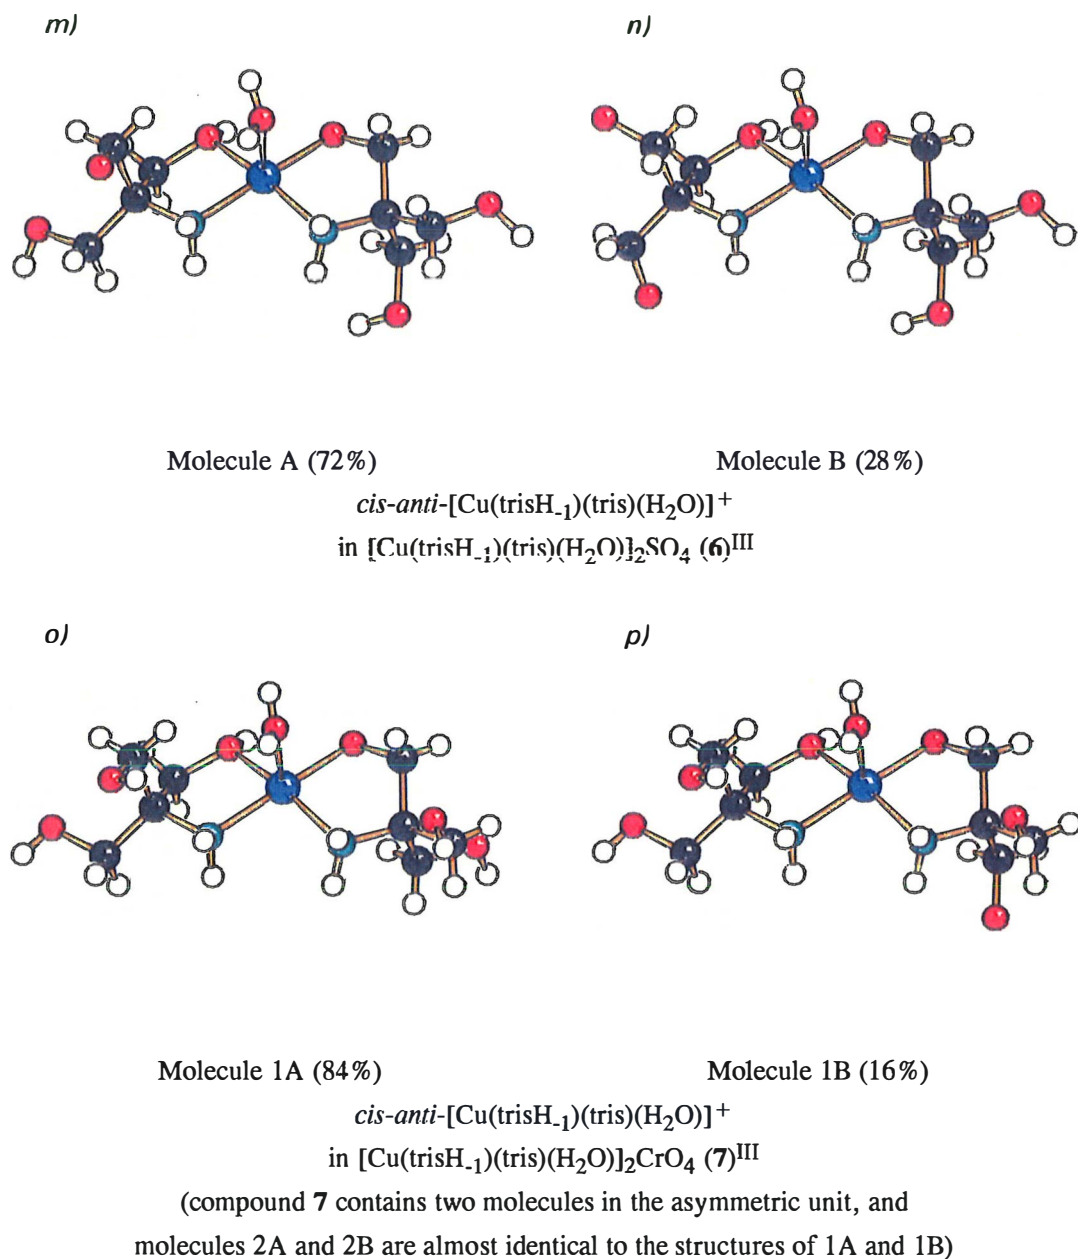 m)
n)
Molecule A (72%)
Molecule B (28%)
cis-anti-[Cu(trisH₋₁)(tris)(H₂O)]⁺
in [Cu(trisH₋₁)(tris)(H₂O)]₂SO₄ (6)ᴵᴵᴵ
o)
p)
Molecule 1A (84%)
Molecule 1B (16%)
cis-anti-[Cu(trisH₋₁)(tris)(H₂O)]⁺
in [Cu(trisH₋₁)(tris)(H₂O)]₂CrO₄ (7)ᴵᴵᴵ
(compound 7 contains two molecules in the asymmetric unit, and
molecules 2A and 2B are almost identical to the structures of 1A and 1B)